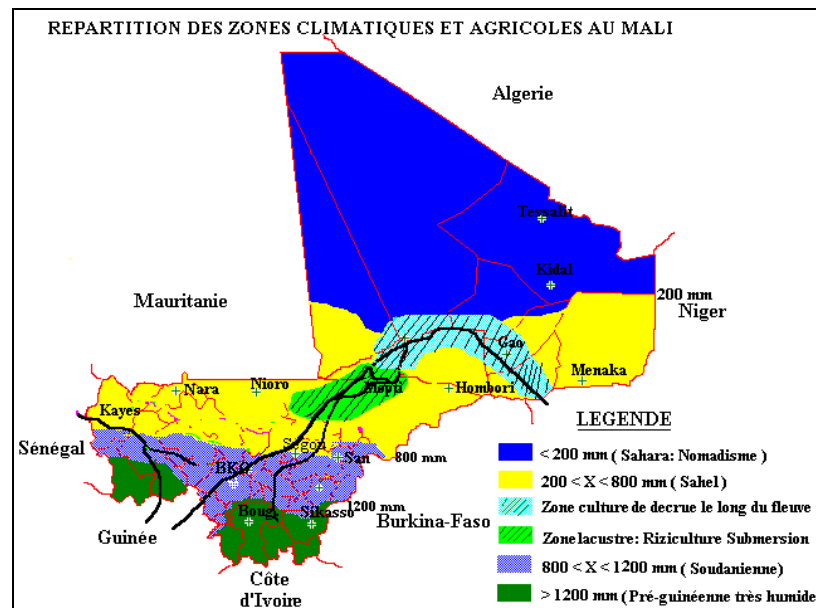 REPARTITION DES ZONES CLIMATIQUES ET AGRICOLES AU MALI
Algerie
Tessalit
Kidal
Mauritanie
200 mm
Niger
Gao
Menaka
Nara
Nioro
Mopti
Hombori
Kayes
LEGENDE
Sénégal
Segou
San
800 mm
< 200 mm ( Sahara: Nomadisme )
BKO
200 < X < 800 mm ( Sahel )
1200 mm
Zone culture de decrue le long du fleuve
Boug
Sikasso
Burkina-Faso
Guinée
Zone lacustre: Riziculture Submersion
800 < X < 1200 mm ( Soudanienne )
Côte
d'Ivoire
> 1200 mm ( Pré-guinéenne très humide